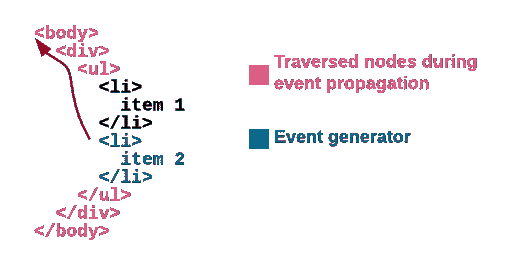 <body>
<div>
<ul>
<li>
item 1
</li>
<li>
item 2
</li>
</ul>
</div>
</body>
Traversed nodes during
event propagation
Event generator